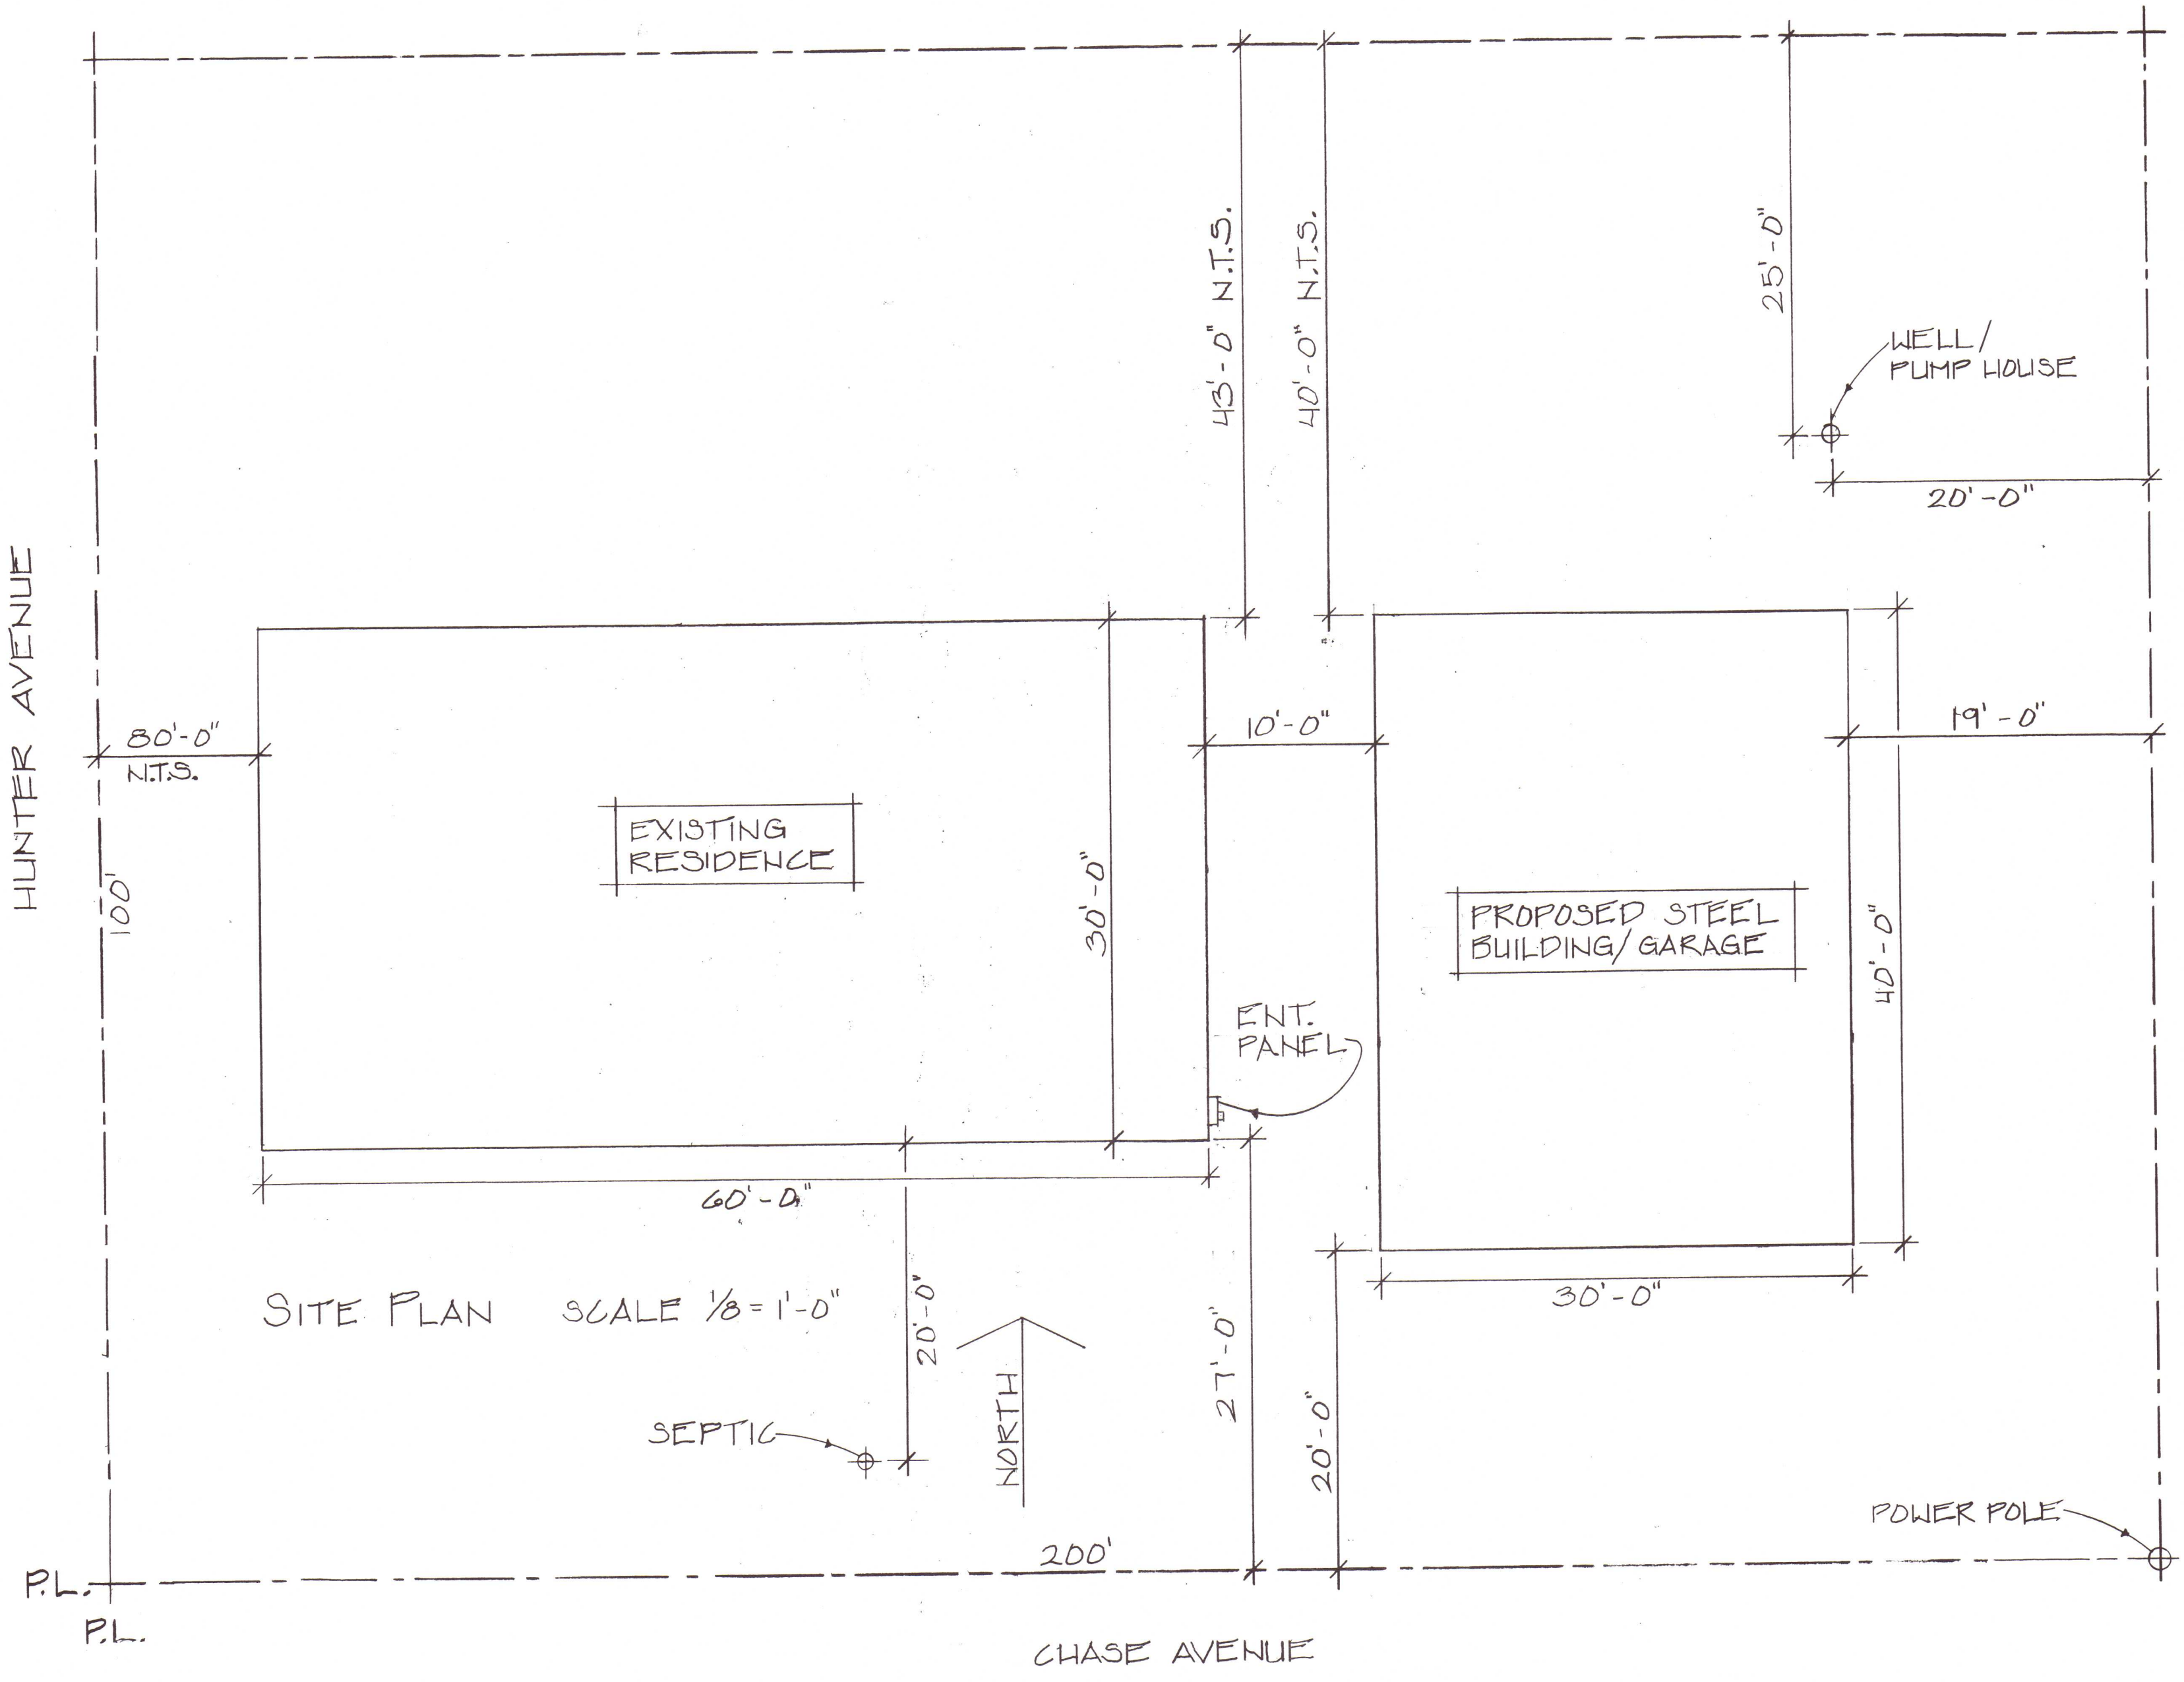 43'-0" N.T.S.
40'-0" N.T.S.
25'-0"
WELL/
PUMP HOUSE
20'-0"
HUNTER AVENUE
80'-0"
N.T.S.
100'
10'-0"
19'-0"
EXISTING
RESIDENCE
30'-0"
PROPOSED STEEL
BUILDING/GARAGE
40'-0"
ENT.
PANEL
60'-0"
30'-0"
SITE PLAN SCALE 1/8 = 1'-0"
20'-0"
NORTH
27'-0"
20'-0"
SEPTIC
POWER POLE
200'
P.L.
P.L.
CHASE AVENUE